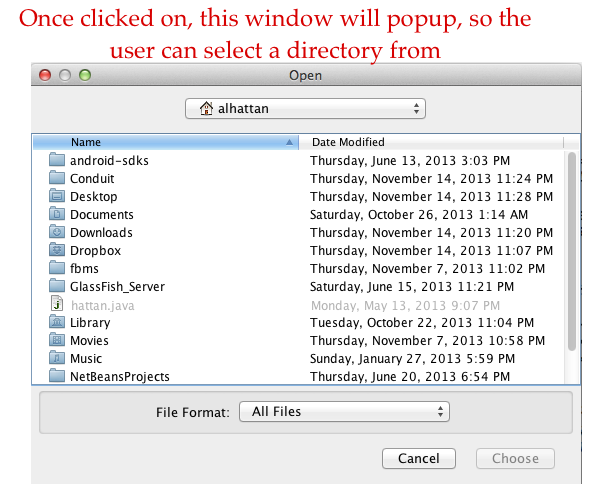 Once clicked on, this window will popup, so the
user can select a directory from
Open
alhattan
Name Date Modified
android-sdks Thursday, June 13, 2013 3:03 PM
Conduit Thursday, November 14, 2013 11:24 PM
Desktop Thursday, November 14, 2013 11:28 PM
Documents Saturday, October 26, 2013 1:14 AM
Downloads Thursday, November 14, 2013 11:20 PM
Dropbox Thursday, November 14, 2013 11:07 PM
fbms Thursday, November 7, 2013 11:02 PM
GlassFish_Server Saturday, June 15, 2013 11:21 PM
hattan.java Monday, May 13, 2013 9:07 PM
Library Tuesday, October 22, 2013 11:04 PM
Movies Thursday, November 7, 2013 10:58 PM
Music Sunday, January 27, 2013 5:59 PM
NetBeansProjects Thursday, June 20, 2013 6:54 PM
File Format: All Files
Cancel Choose